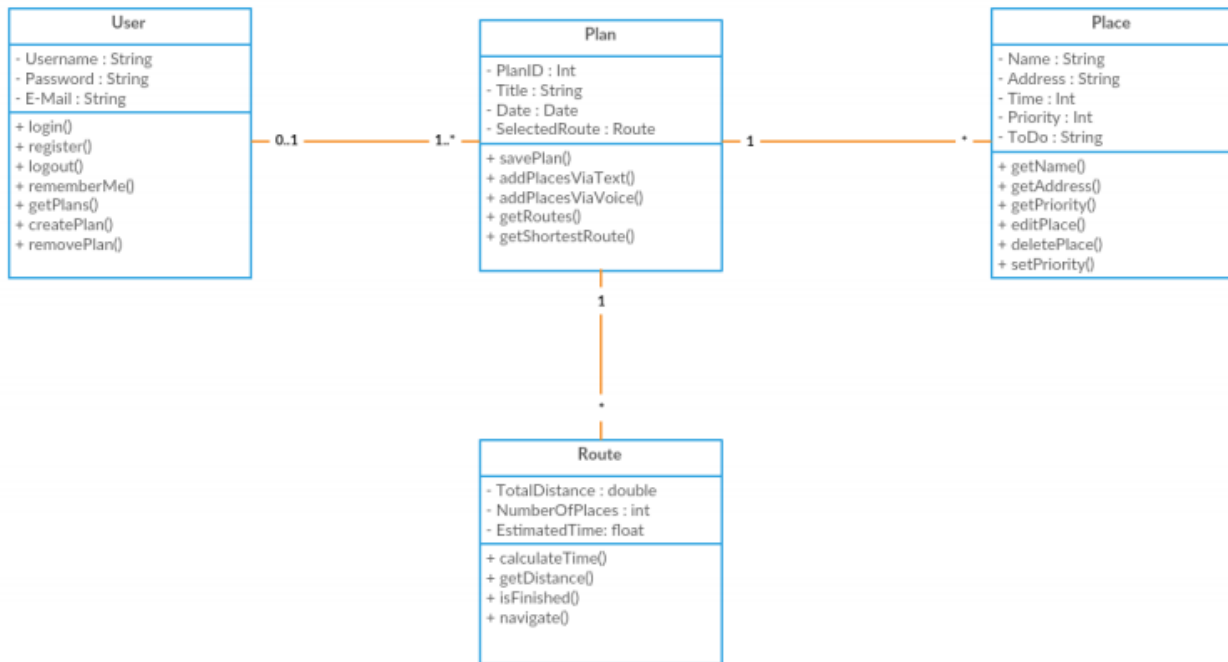 User
- Username : String
- Password : String
- E-Mail : String
+ login()
+ register()
+ logout()
+ rememberMe()
+ getPlans()
+ createPlan()
+ removePlan()
0..1
1..*
Plan
- PlanID : Int
- Title : String
- Date : Date
- SelectedRoute : Route
+ savePlan()
+ addPlacesViaText()
+ addPlacesViaVoice()
+ getRoutes()
+ getShortestRoute()
1
*
Place
- Name : String
- Address : String
- Time : Int
- Priority : Int
- ToDo : String
+ getName()
+ getAddress()
+ getPriority()
+ editPlace()
+ deletePlace()
+ setPriority()
1
*
Route
- TotalDistance : double
- NumberOfPlaces : int
- EstimatedTime: float
+ calculateTime()
+ getDistance()
+ isFinished()
+ navigate()